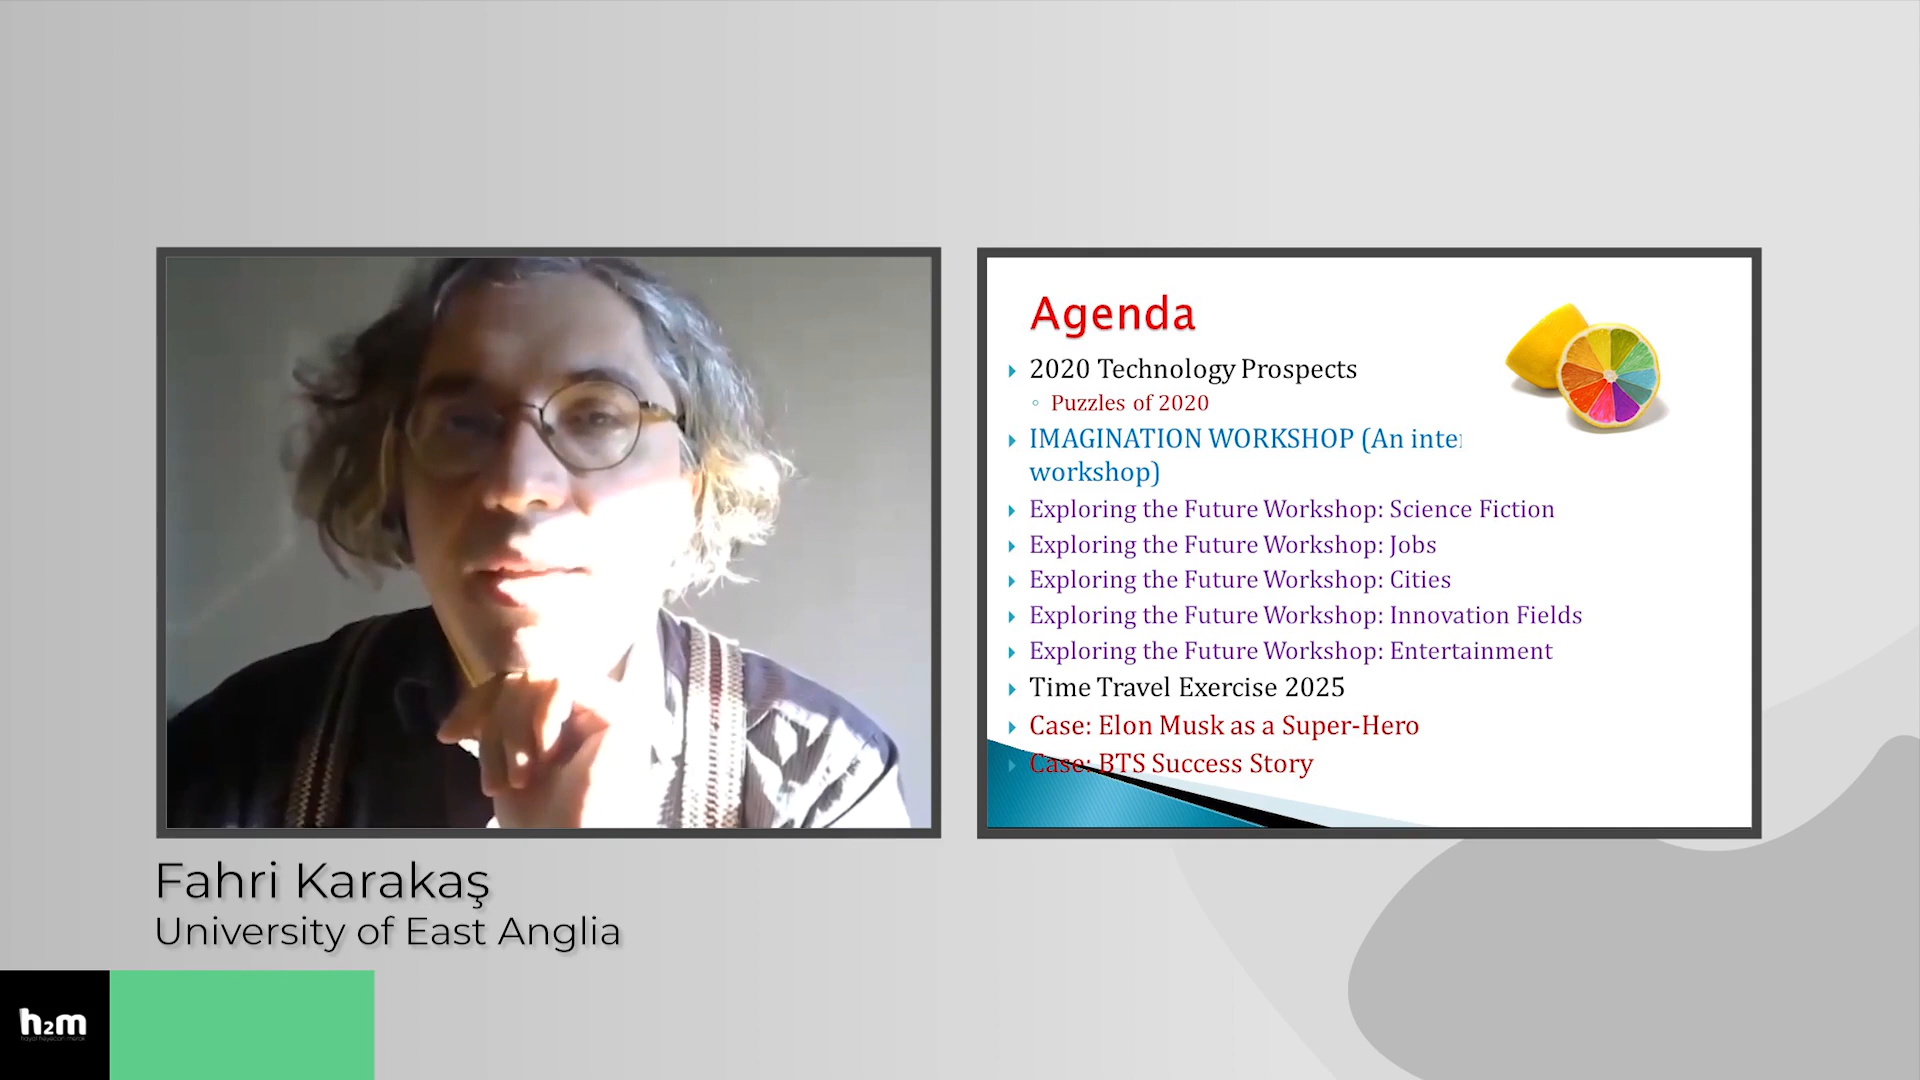 Agenda
2020 Technology Prospects
Puzzles of 2020
IMAGINATION WORKSHOP (An
workshop)
Exploring the Future Workshop: Science Fiction
Exploring the Future Workshop: Jobs
Exploring the Future Workshop: Cities
Exploring the Future Workshop: Innovation Fields
Exploring the Future Workshop: Entertainment
Time Travel Exercise 2025
Case: Elon Musk as a Super-Hero
Case: BTS Success Story
Fahri Karakaş
University of East Anglia
h2m